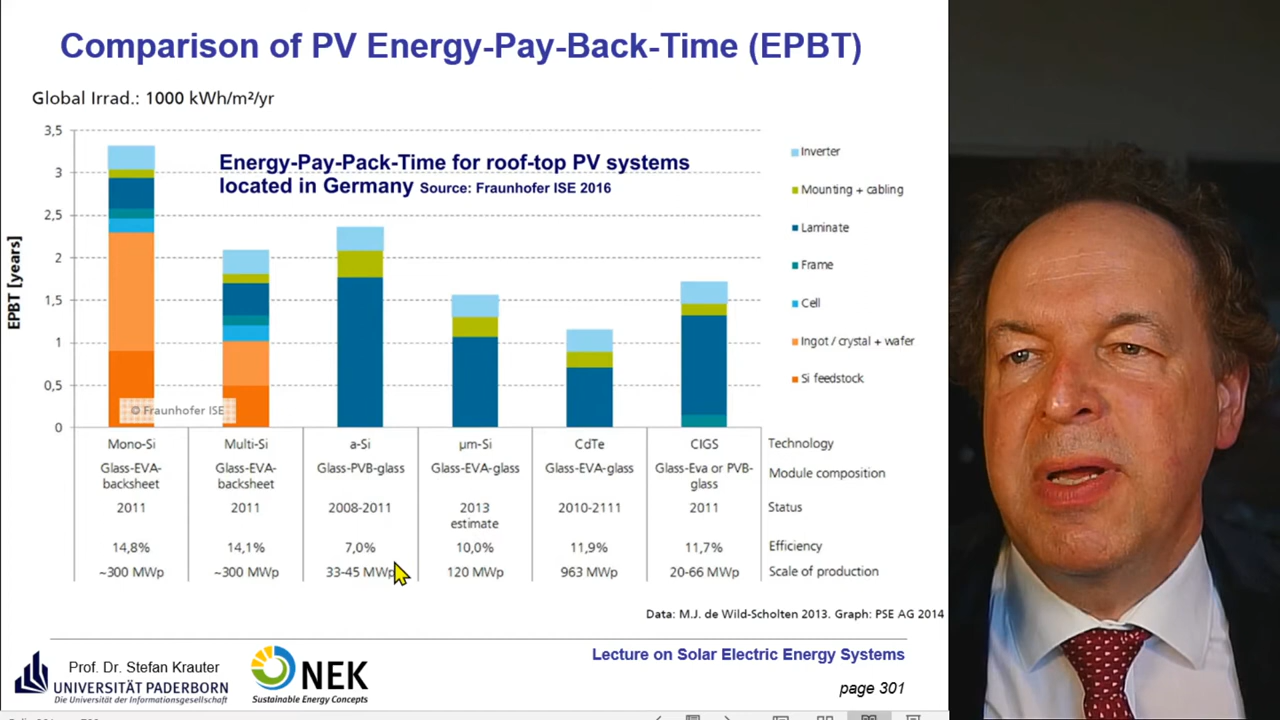 Comparison of PV Energy-Pay-Back-Time (EPBT)
Global Irrad.: 1000 kWh/m²/yr
Energy-Pay-Pack-Time for roof-top PV systems
located in Germany Source: Fraunhofer ISE 2016
EPBT [years]
3,5
3
2,5
2
1,5
1
0,5
0
Inverter
Mounting + cabling
Laminate
Frame
Cell
Ingot / crystal + wafer
Si feedstock
© Fraunhofer ISE
Mono-Si Multi-Si a-Si µm-Si CdTe CIGS Technology
Glass-EVA-backsheet Glass-EVA-backsheet Glass-PVB-glass Glass-EVA-glass Glass-EVA-glass Glass-Eva or PVB-glass Module composition
2011 2011 2008-2011 2013 estimate 2010-2111 2011 Status
14,8% 14,1% 7,0% 10,0% 11,9% 11,7% Efficiency
~300 MWp ~300 MWp 33-45 MWp 120 MWp 963 MWp 20-66 MWp Scale of production
Data: M.J. de Wild-Scholten 2013. Graph: PSE AG 2014
Prof. Dr. Stefan Krauter
UNIVERSITÄT PADERBORN
Die Universität der Informationsgesellschaft
NEK
Sustainable Energy Concepts
Lecture on Solar Electric Energy Systems
page 301